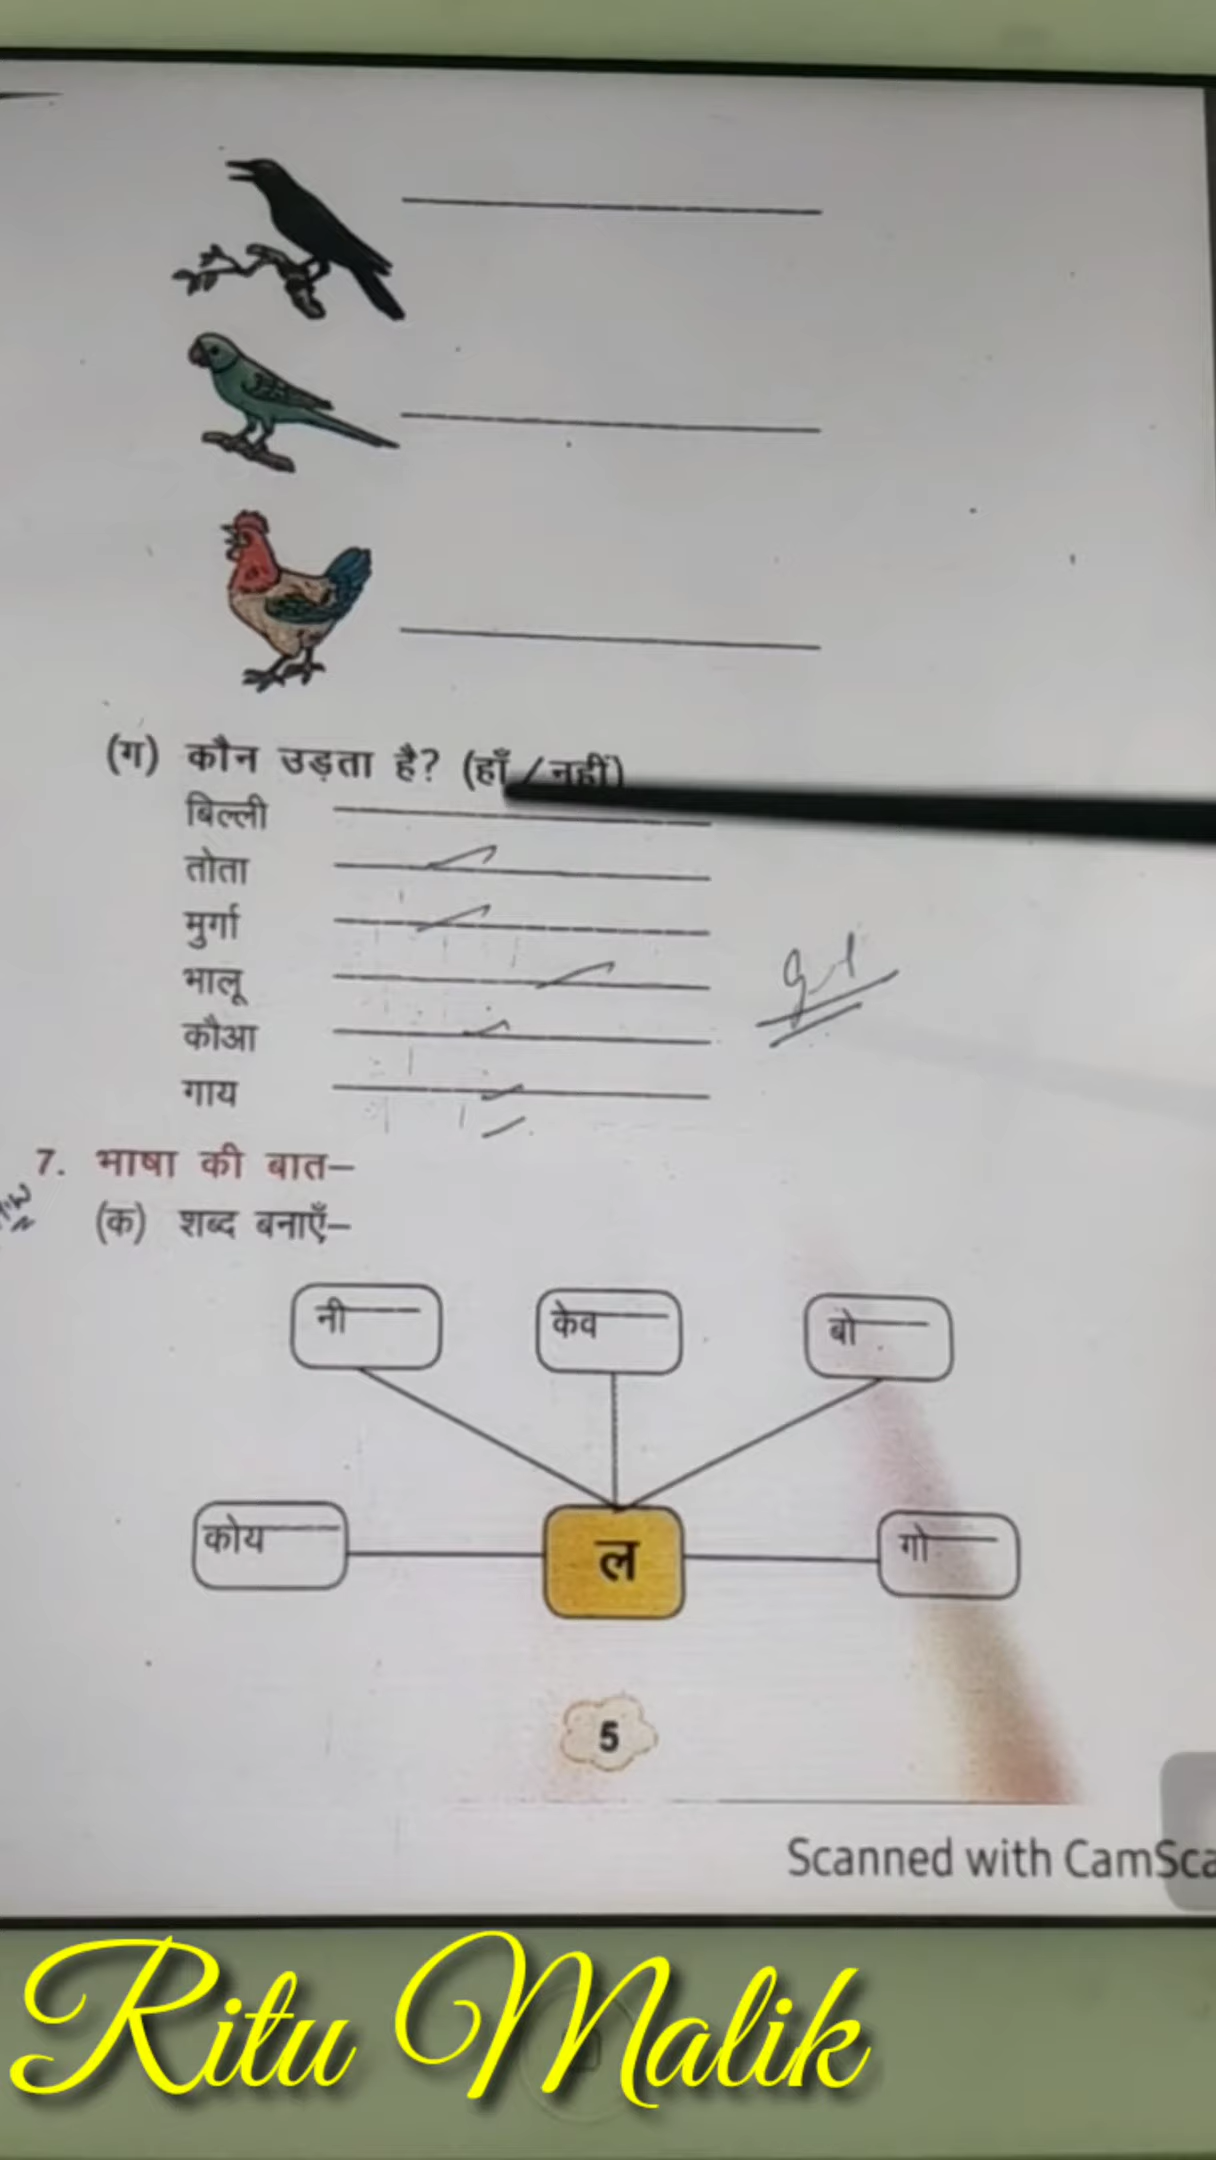 (ग) कौन उड़ता है? (हाँ / नहीं)
बिल्ली
तोता
मुर्गा
भालू
कौआ
गाय
7. भाषा की बात–
(क) शब्द बनाएँ–
नी
केव
बो
कोय
ल
गो
5
Scanned with CamSca
Ritu Malik